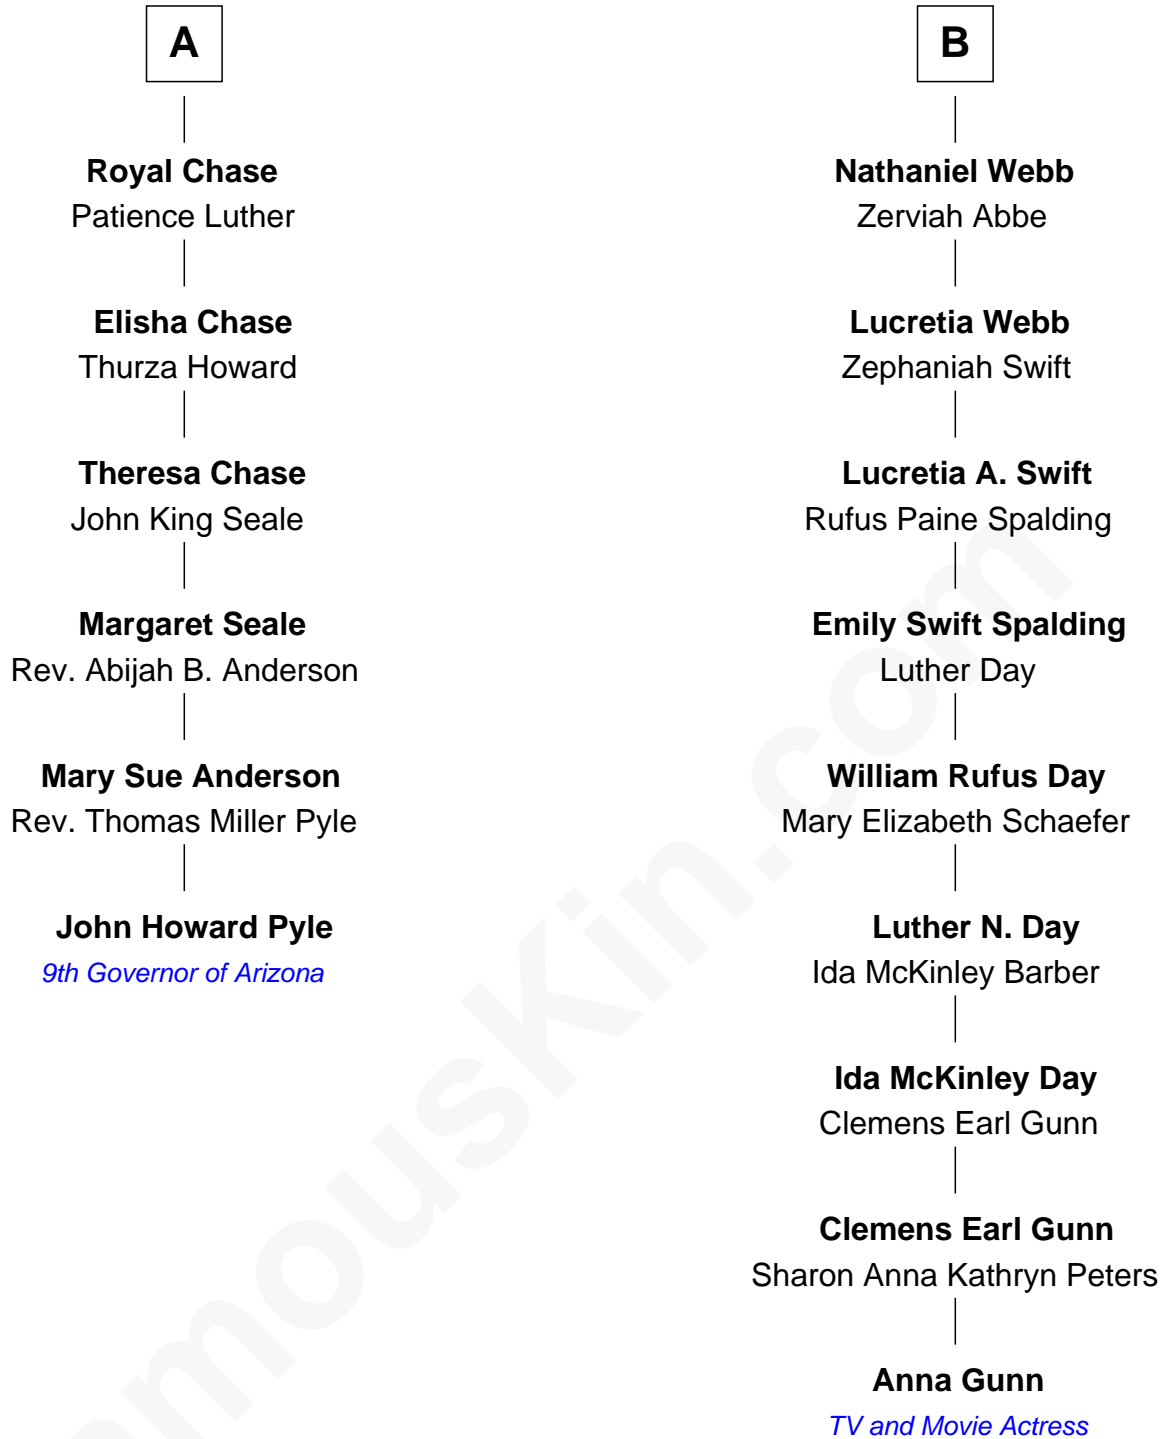 A
Royal Chase
Patience Luther
Elisha Chase
Thurza Howard
Theresa Chase
John King Seale
Margaret Seale
Rev. Abijah B. Anderson
Mary Sue Anderson
Rev. Thomas Miller Pyle
John Howard Pyle
9th Governor of Arizona
B
Nathaniel Webb
Zerviah Abbe
Lucretia Webb
Zephaniah Swift
Lucretia A. Swift
Rufus Paine Spalding
Emily Swift Spalding
Luther Day
William Rufus Day
Mary Elizabeth Schaefer
Luther N. Day
Ida McKinley Barber
Ida McKinley Day
Clemens Earl Gunn
Clemens Earl Gunn
Sharon Anna Kathryn Peters
Anna Gunn
TV and Movie Actress
amouskin.com